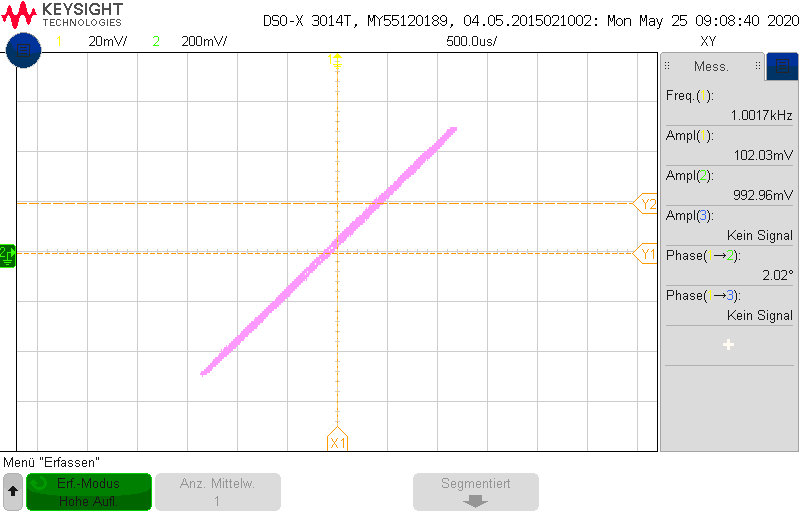 KEYSIGHT
TECHNOLOGIES
DSO-X 3014T, MY55120189, 04.05.2015021002: Mon May 25 09:08:40 2020
1 20mV/ 2 200mV/ 500.0us/ XY
Mess.
Freq.( ):
1.0017kHz
Ampl( ):
102.03mV
Ampl(2):
992.96mV
Ampl(3):
Kein Signal
Phase(1→2):
2.02°
Phase(1→3):
Kein Signal
1
Y2
2
Y1
X1
Menü "Erfassen"
Erf.-Modus
Hohe Aufl.
Anz. Mittelw.
1
Segmentiert